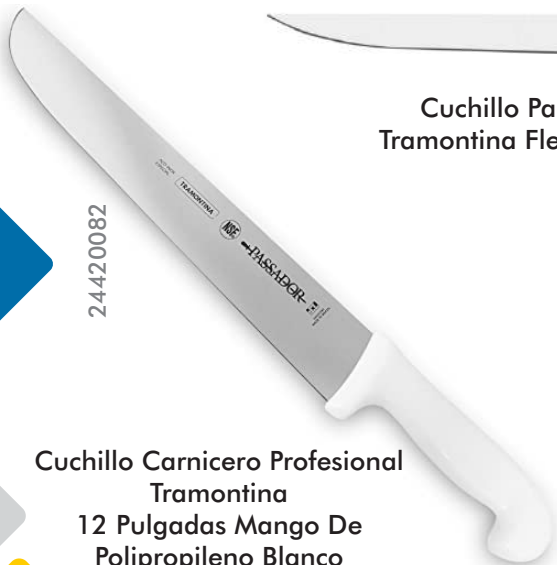 Cuchillo Pa
Tramontina Fle
24420082
TRAMONTINA
NSF
PASSADOR
Cuchillo Carnicero Profesional
Tramontina
12 Pulgadas Mango De
Polipropileno Blanco